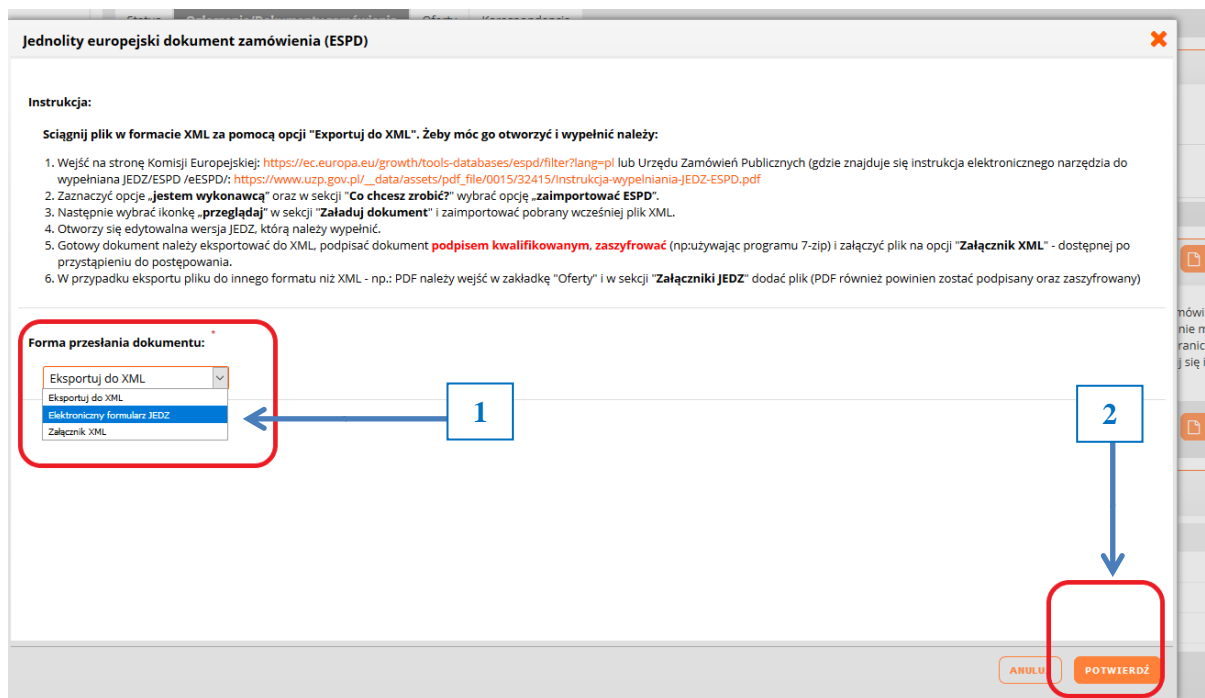 Status Ogłoszenie/Dokumenty zamówienia Oferty Korespondencja
Jednolity europejski dokument zamówienia (ESPD)
Instrukcja:
Sciągnij plik w formacie XML za pomocą opcji "Exportuj do XML". Żeby móc go otworzyć i wypełnić należy:
1. Wejść na stronę Komisji Europejskiej: https://ec.europa.eu/growth/tools-databases/espd/filter?lang=pl lub Urzędu Zamówień Publicznych (gdzie znajduje się instrukcja elektronicznego narzędzia do
wypełniana JEDZ/ESPD /eESPD/: https://www.uzp.gov.pl/__data/assets/pdf_file/0015/32415/Instrukcja-wypelniania-JEDZ-ESPD.pdf
2. Zaznaczyć opcje „jestem wykonawcą" oraz w sekcji "Co chcesz zrobić?" wybrać opcję „zaimportować ESPD".
3. Następnie wybrać ikonkę „przeglądaj" w sekcji "Załaduj dokument" i zaimportować pobrany wcześniej plik XML.
4. Otworzy się edytowalna wersja JEDZ, którą należy wypełnić.
5. Gotowy dokument należy eksportować do XML, podpisać dokument podpisem kwalifikowanym, zaszyfrować (np:używając programu 7-zip) i załączyć plik na opcji "Załącznik XML" - dostępnej po
przystąpieniu do postępowania.
6. W przypadku eksportu pliku do innego formatu niż XML - np.: PDF należy wejść w zakładkę "Oferty" i w sekcji "Załączniki JEDZ" dodać plik (PDF również powinien zostać podpisany oraz zaszyfrowany)
Forma przesłania dokumentu: *
Eksportuj do XML
Eksportuj do XML
Elektroniczny formularz JEDZ
Załącznik XML
1
2
ANULU
POTWIERDŹ